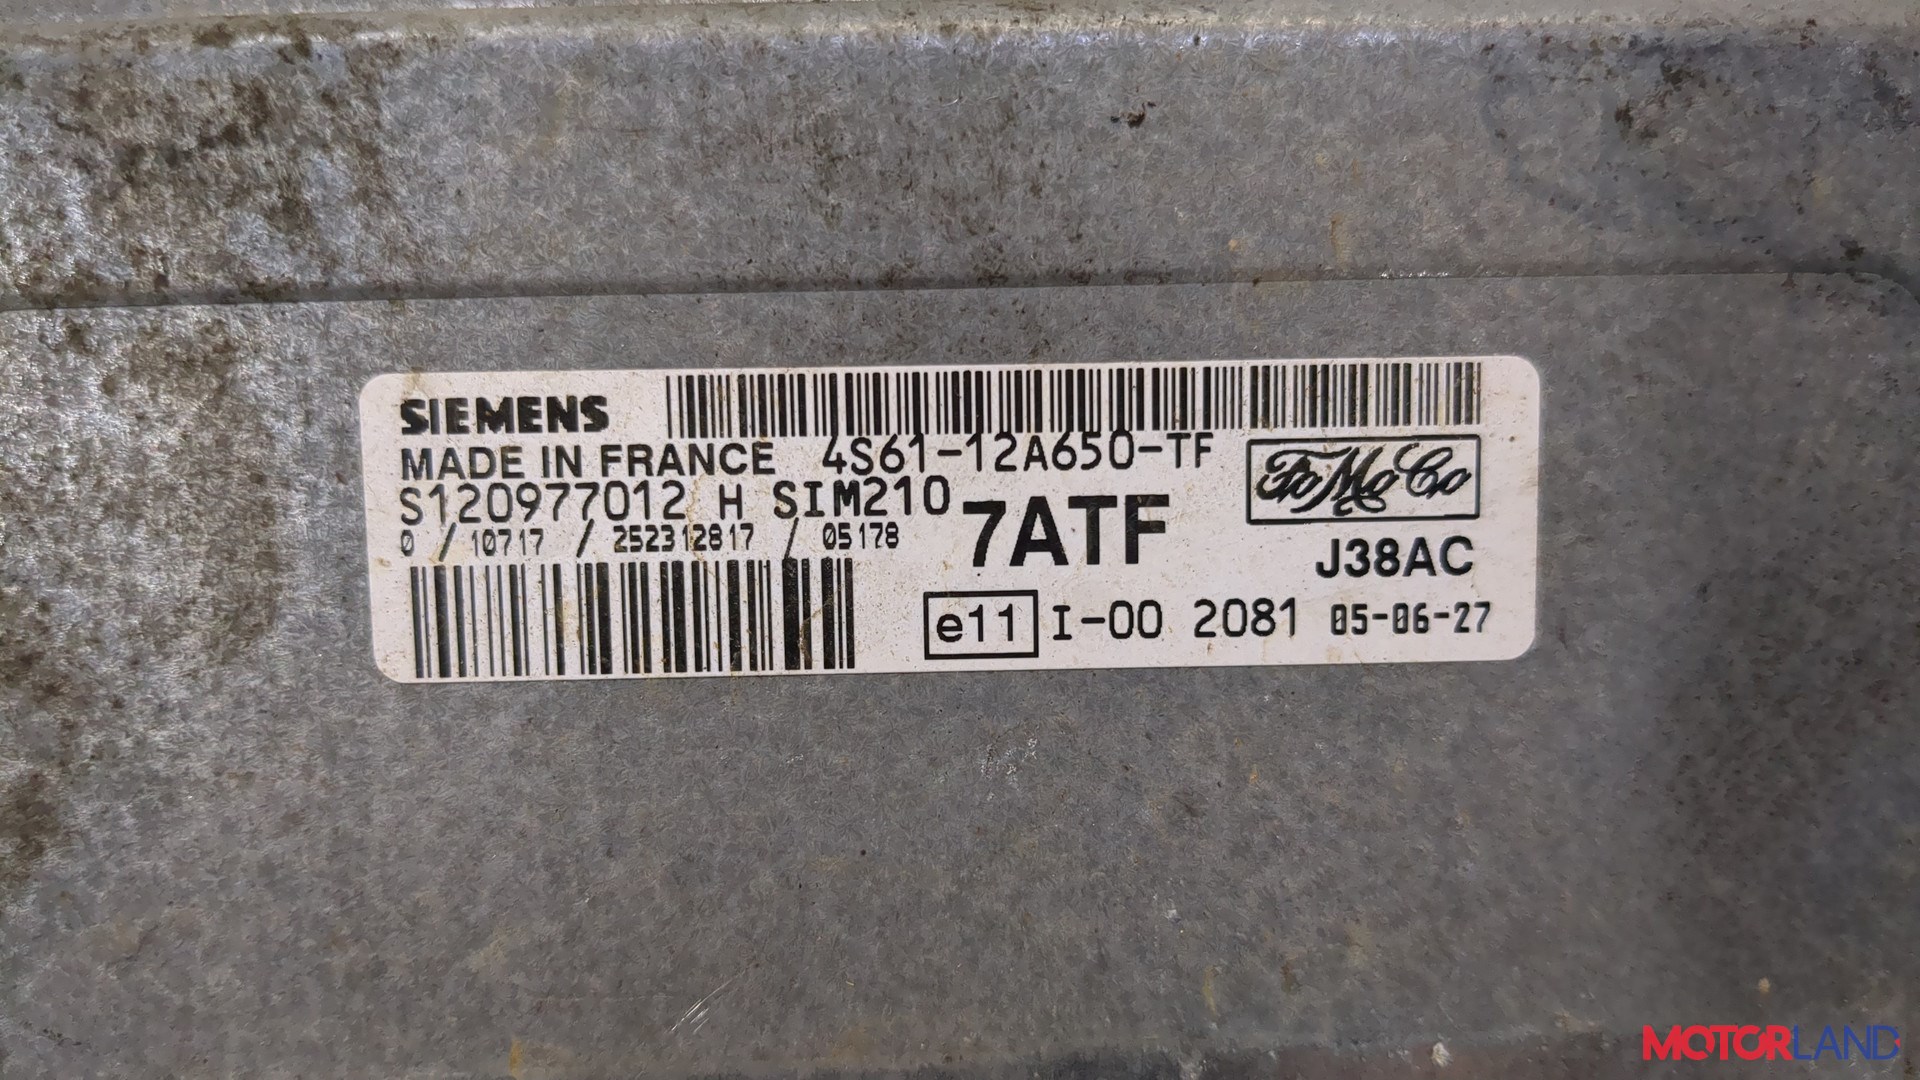 SIEMENS
MADE IN FRANCE 4S61-12A650-TF
S120977012 H SIM210
7ATF
FoMoCo
0 / 10717 / 252312817 / 05178
J38AC
e11 I-00 2081 05-06-27
MOTORLAND